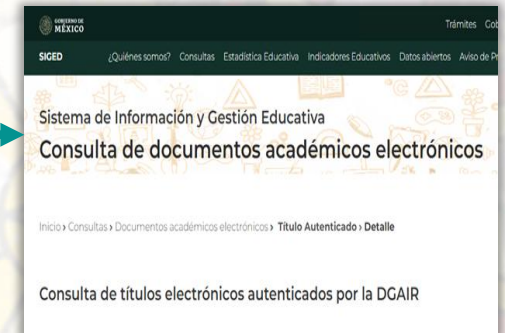 GOBIERNO DE
MÉXICO
Trámites
SIGED ¿Quiénes somos? Consultas Estadística Educativa Indicadores Educativos Datos abiertos Aviso de
Sistema de Información y Gestión Educativa
Consulta de documentos académicos electrónicos
Inicio › Consultas › Documentos académicos electrónicos › Título Autenticado › Detalle
Consulta de títulos electrónicos autenticados por la DGAIR